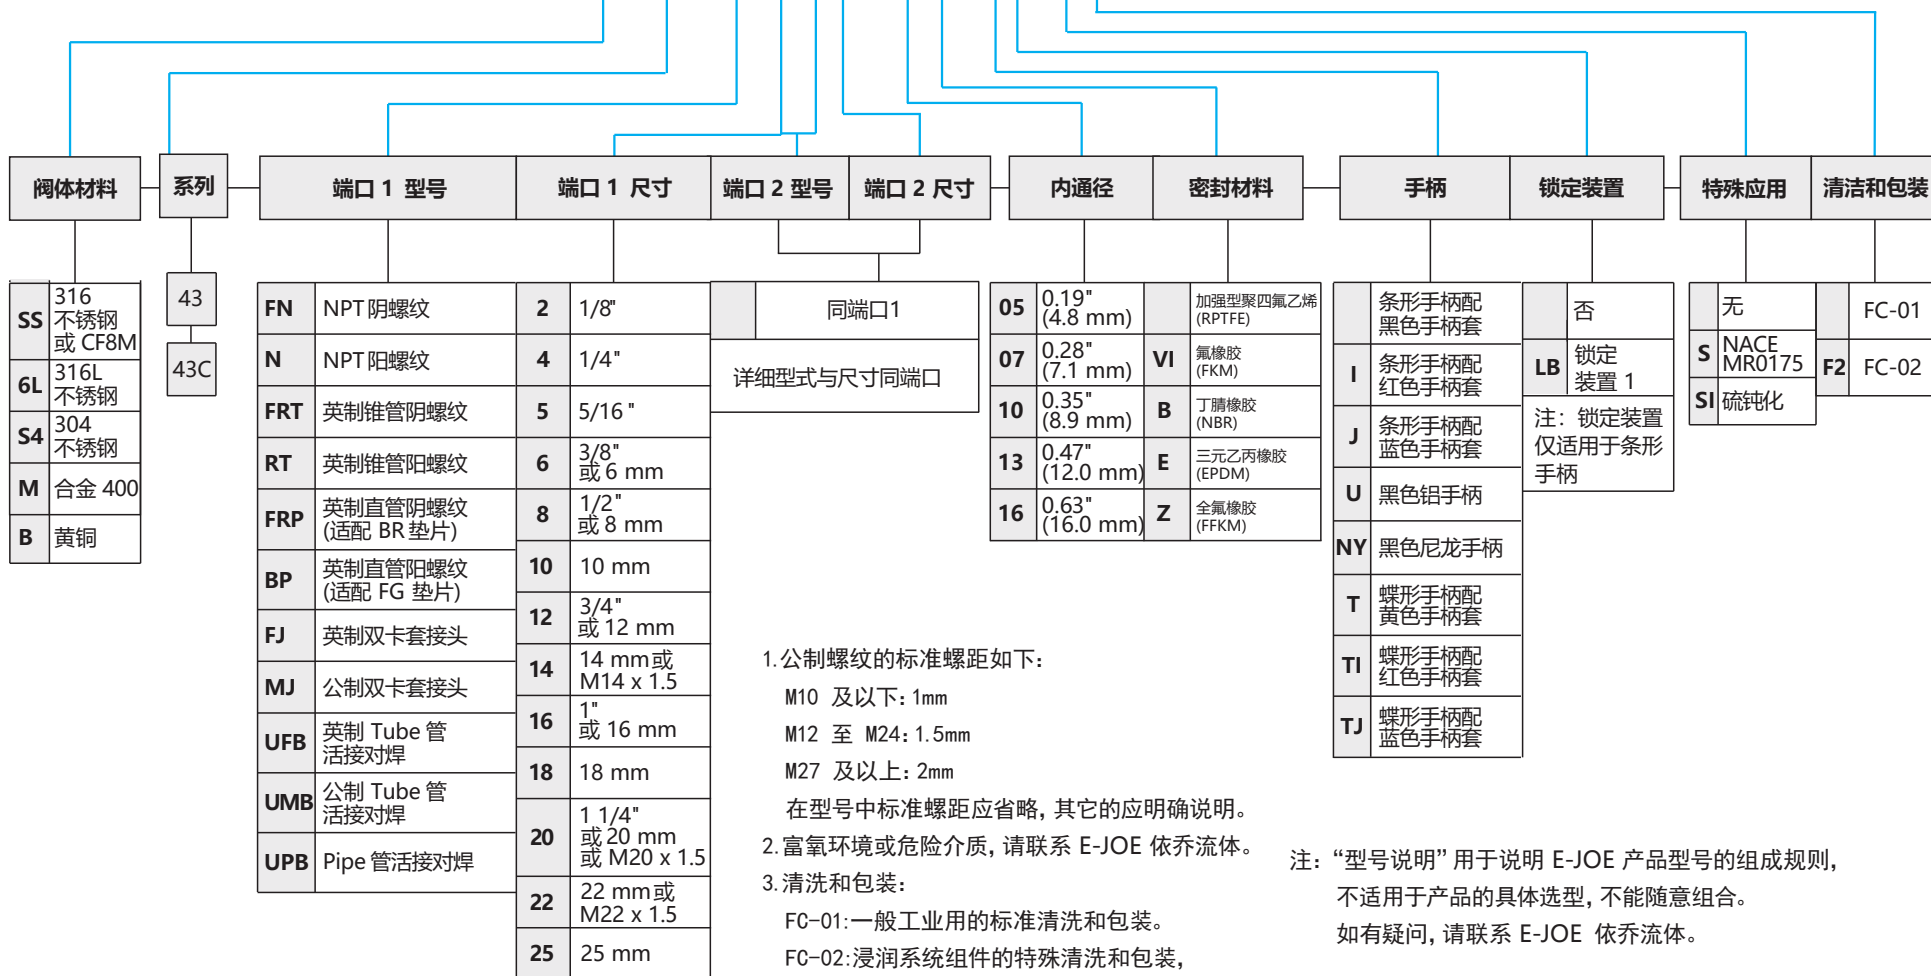 阀体材料
系列
端口 1 型号
端口 1 尺寸
端口 2 型号
端口 2 尺寸
内通径
密封材料
手柄
锁定装置
特殊应用
清洁和包装
SS
316
不锈钢
或 CF8M
6L
316L
不锈钢
S4
304
不锈钢
M
合金 400
B
黄铜
43
43C
FN
NPT 阴螺纹
N
NPT 阳螺纹
FRT
英制锥管阴螺纹
RT
英制锥管阳螺纹
FRP
英制直管阴螺纹
(适配 BR 垫片)
BP
英制直管阳螺纹
(适配 FG 垫片)
FJ
英制双卡套接头
MJ
公制双卡套接头
UFB
英制 Tube 管
活接对焊
UMB
公制 Tube 管
活接对焊
UPB
Pipe 管活接对焊
2
1/8"
4
1/4"
5
5/16 "
6
3/8"
或 6 mm
8
1/2"
或 8 mm
10
10 mm
12
3/4"
或 12 mm
14
14 mm或
M14 x 1.5
16
1"
或 16 mm
18
18 mm
20
1 1/4"
或 20 mm
或 M20 x 1.5
22
22 mm或
M22 x 1.5
25
25 mm
同端口1
详细型式与尺寸同端口
05
0.19"
(4.8 mm)
07
0.28"
(7.1 mm)
10
0.35"
(8.9 mm)
13
0.47"
(12.0 mm)
16
0.63"
(16.0 mm)
加强型聚四氟乙烯
(RPTFE)
VI
氟橡胶
(FKM)
B
丁腈橡胶
(NBR)
E
三元乙丙橡胶
(EPDM)
Z
全氟橡胶
(FFKM)
条形手柄配
黑色手柄套
I
条形手柄配
红色手柄套
J
条形手柄配
蓝色手柄套
U
黑色铝手柄
NY
黑色尼龙手柄
T
蝶形手柄配
黄色手柄套
TI
蝶形手柄配
红色手柄套
TJ
蝶形手柄配
蓝色手柄套
否
LB
锁定
装置 1
注：锁定装置
仅适用于条形
手柄
无
S
NACE
MR0175
SI
硫钝化
FC-01
F2
FC-02
1.公制螺纹的标准螺距如下：
M10 及以下：1mm
M12 至 M24：1.5mm
M27 及以上：2mm
在型号中标准螺距应省略，其它的应明确说明。
2.富氧环境或危险介质，请联系 E-JOE 依乔流体。
3.清洗和包装：
FC-01:一般工业用的标准清洗和包装。
FC-02:浸润系统组件的特殊清洗和包装，
注：“型号说明” 用于说明 E-JOE 产品型号的组成规则，
不适用于产品的具体选型，不能随意组合。
如有疑问，请联系 E-JOE 依乔流体。